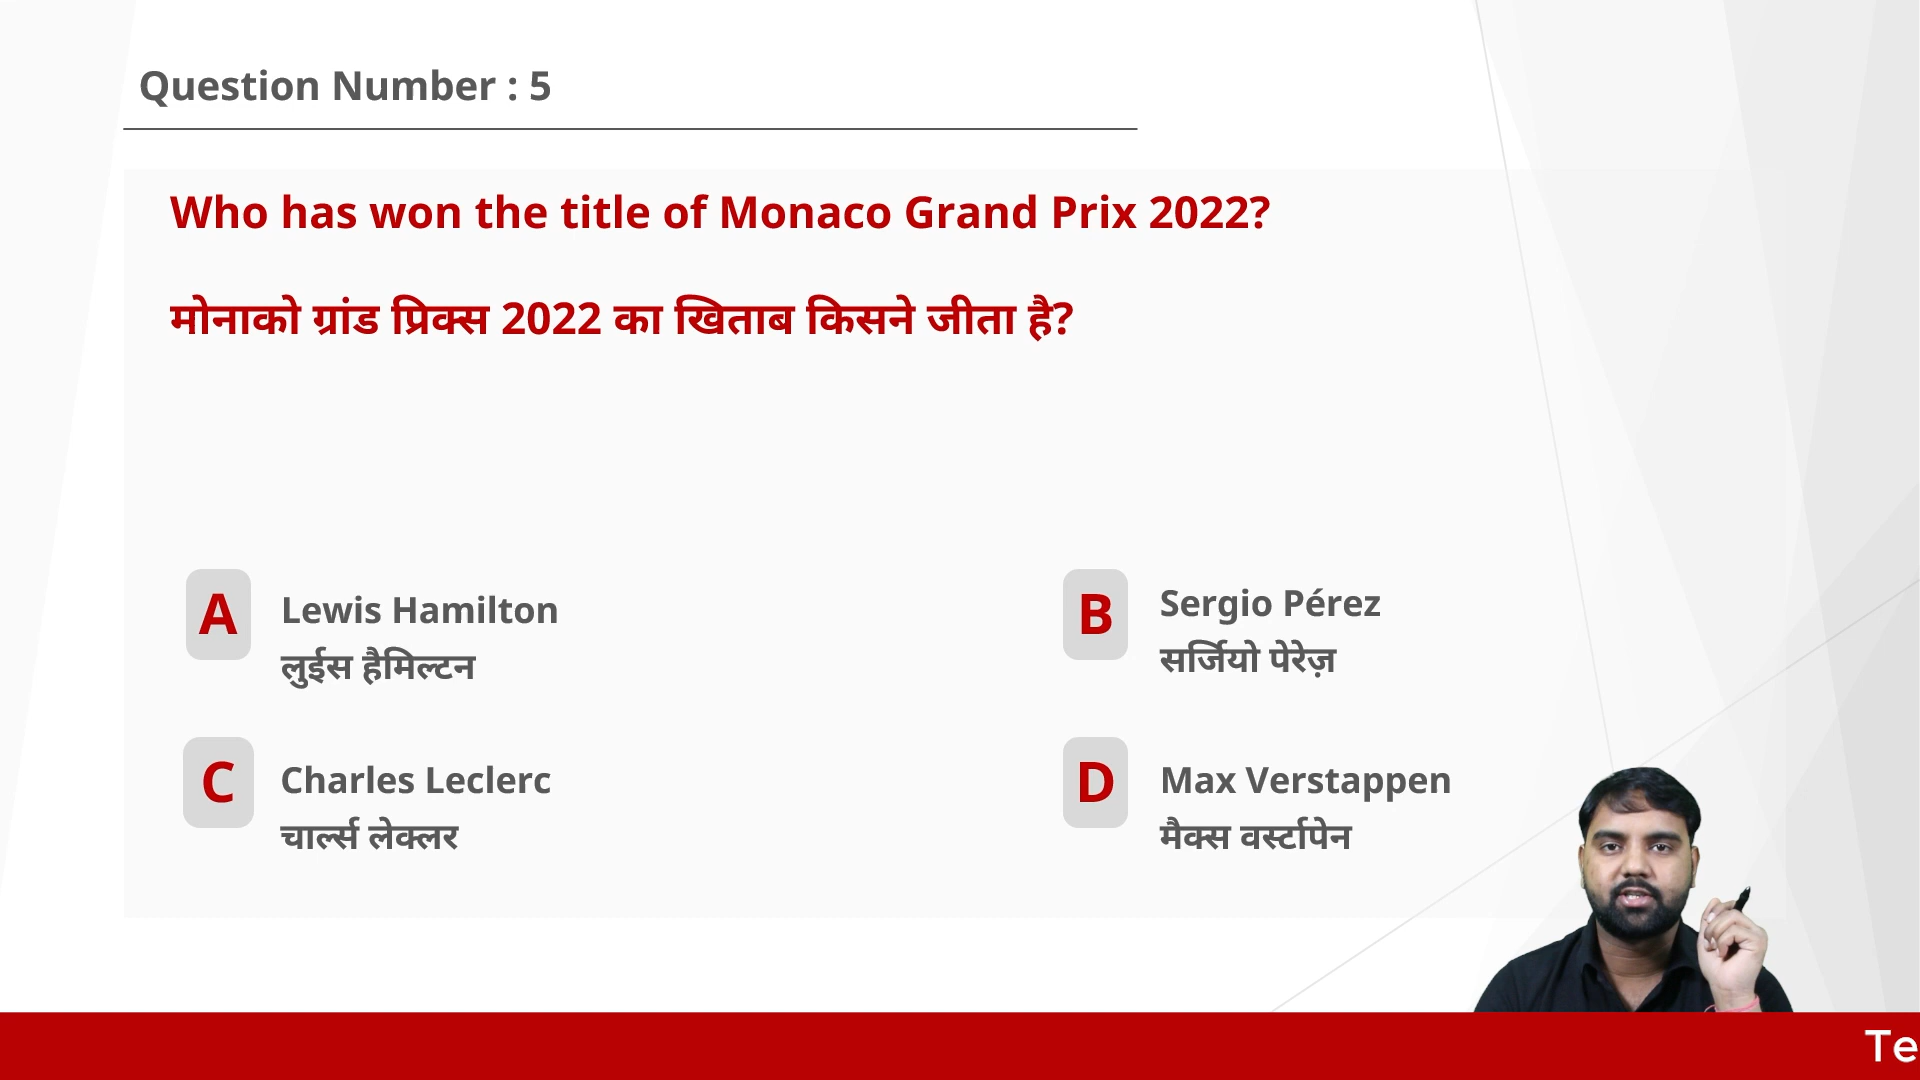 Question Number : 5
Who has won the title of Monaco Grand Prix 2022?
मोनाको ग्रांड प्रिक्स 2022 का खिताब किसने जीता है?
A
Lewis Hamilton
लुईस हैमिल्टन
B
Sergio Pérez
सर्जियो पेरेज़
C
Charles Leclerc
चार्ल्स लेक्लर
D
Max Verstappen
मैक्स वर्स्टापेन
Te